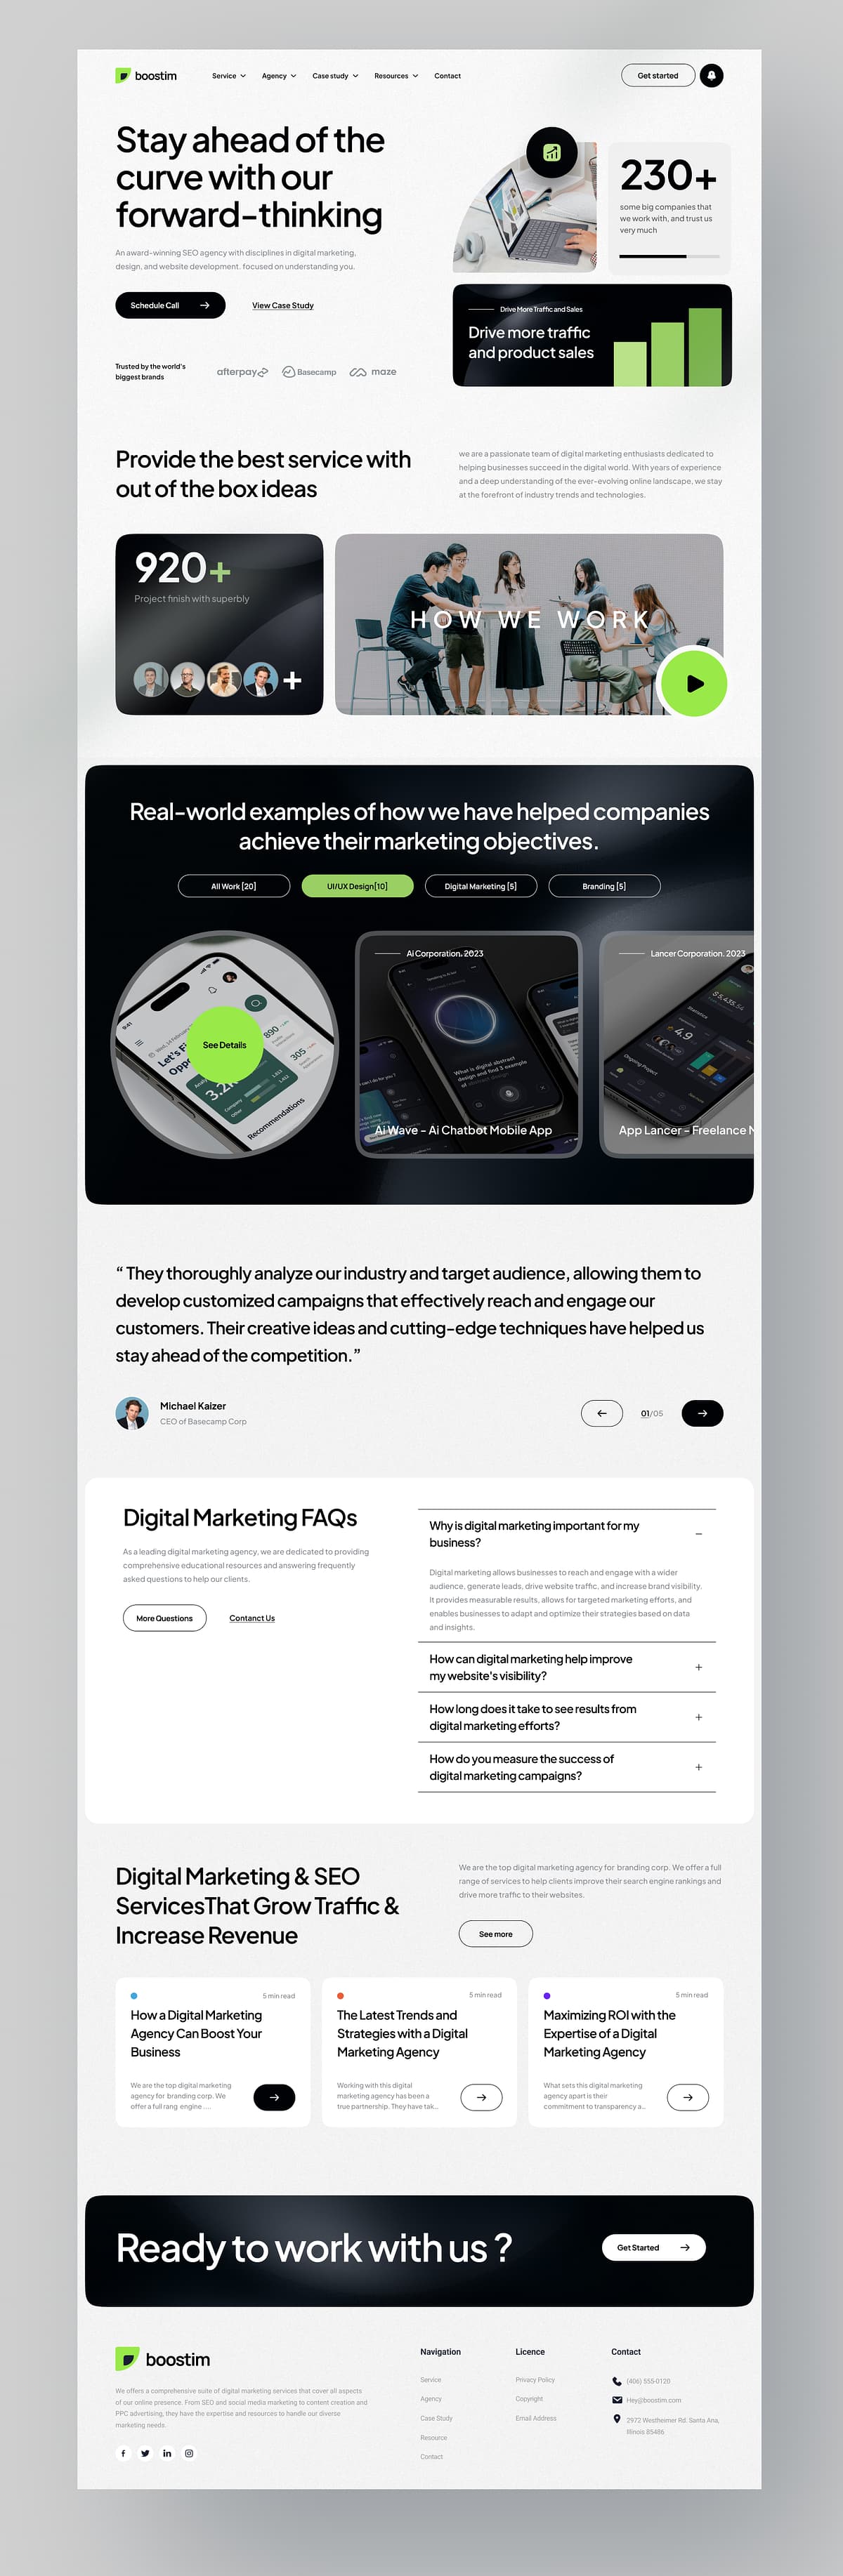 boostim
Service
Agency
Case study
Resources
Contact
Get started
Stay ahead of the
curve with our
forward-thinking
An award-winning SEO agency with disciplines in digital marketing,
design, and website development. focused on understanding you.
Schedule Call
View Case Study
Trusted by the world's
biggest brands
afterpay
Basecamp
maze
230+
some big companies that
we work with, and trust us
very much
Drive More Traffic and Sales
Drive more traffic
and product sales
Provide the best service with
out of the box ideas
we are a passionate team of digital marketing enthusiasts dedicated to
helping businesses succeed in the digital world. With years of experience
and a deep understanding of the ever-evolving online landscape, we stay
at the forefront of industry trends and technologies.
920+
Project finish with superbly
+
HOW WE WORK
Real-world examples of how we have helped companies
achieve their marketing objectives.
All Work [20]
UI/UX Design[10]
Digital Marketing [5]
Branding [5]
9:41
See Details
890
305
Recommendations
Ai Corporation. 2023
What is digital abstract
design and find 3 example
Ai Wave - Ai Chatbot Mobile App
Lancer Corporation. 2023
4.9
Ongoing Project
App Lancer - Freelance
“ They thoroughly analyze our industry and target audience, allowing them to
develop customized campaigns that effectively reach and engage our
customers. Their creative ideas and cutting-edge techniques have helped us
stay ahead of the competition.”
Michael Kaizer
CEO of Basecamp Corp
01/05
Digital Marketing FAQs
As a leading digital marketing agency, we are dedicated to providing
comprehensive educational resources and answering frequently
asked questions to help our clients.
More Questions
Contanct Us
Why is digital marketing important for my
business?
Digital marketing allows businesses to reach and engage with a wider
audience, generate leads, drive website traffic, and increase brand visibility.
It provides measurable results, allows for targeted marketing efforts, and
enables businesses to adapt and optimize their strategies based on data
and insights.
How can digital marketing help improve
my website's visibility?
How long does it take to see results from
digital marketing efforts?
How do you measure the success of
digital marketing campaigns?
Digital Marketing & SEO
ServicesThat Grow Traffic &
Increase Revenue
We are the top digital marketing agency for branding corp. We offer a full
range of services to help clients improve their search engine rankings and
drive more traffic to their websites.
See more
5 min read
How a Digital Marketing
Agency Can Boost Your
Business
We are the top digital marketing
agency for branding corp. We
offer a full rang engine ....
5 min read
The Latest Trends and
Strategies with a Digital
Marketing Agency
Working with this digital
marketing agency has been a
true partnership. They have tak...
5 min read
Maximizing ROI with the
Expertise of a Digital
Marketing Agency
What sets this digital marketing
agency apart is their
commitment to transparency a...
Ready to work with us ?
Get Started
boostim
We offers a comprehensive suite of digital marketing services that cover all aspects
of our online presence. From SEO and social media marketing to content creation and
PPC advertising, they have the expertise and resources to handle our diverse
marketing needs.
Navigation
Service
Agency
Case Study
Resource
Contact
Licence
Privacy Policy
Copyright
Email Address
Contact
(406) 555-0120
Hey@boostim.com
2972 Westheimer Rd. Santa Ana,
Illinois 85486